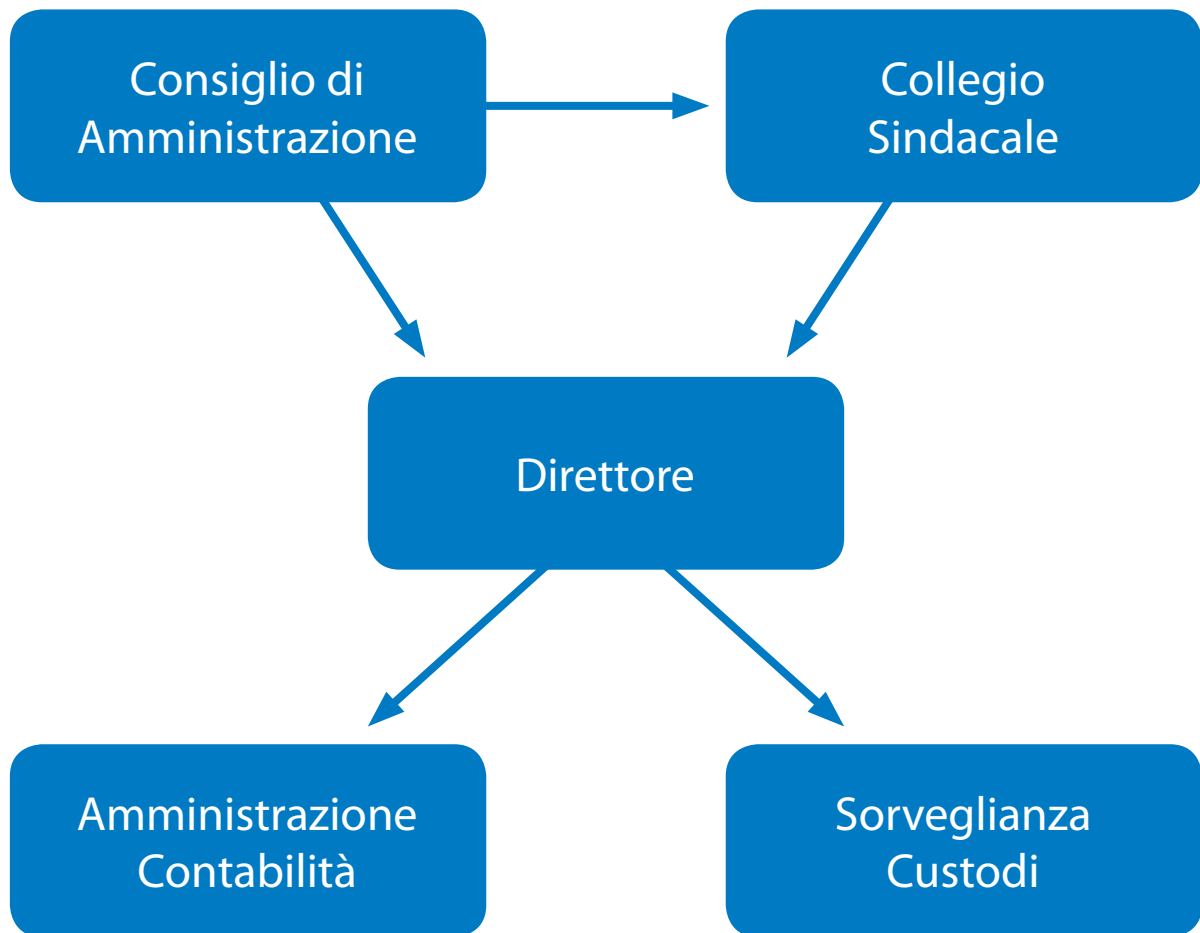 Consiglio di
Amministrazione
Collegio
Sindacale
Direttore
Amministrazione
Contabilità
Sorveglianza
Custodi